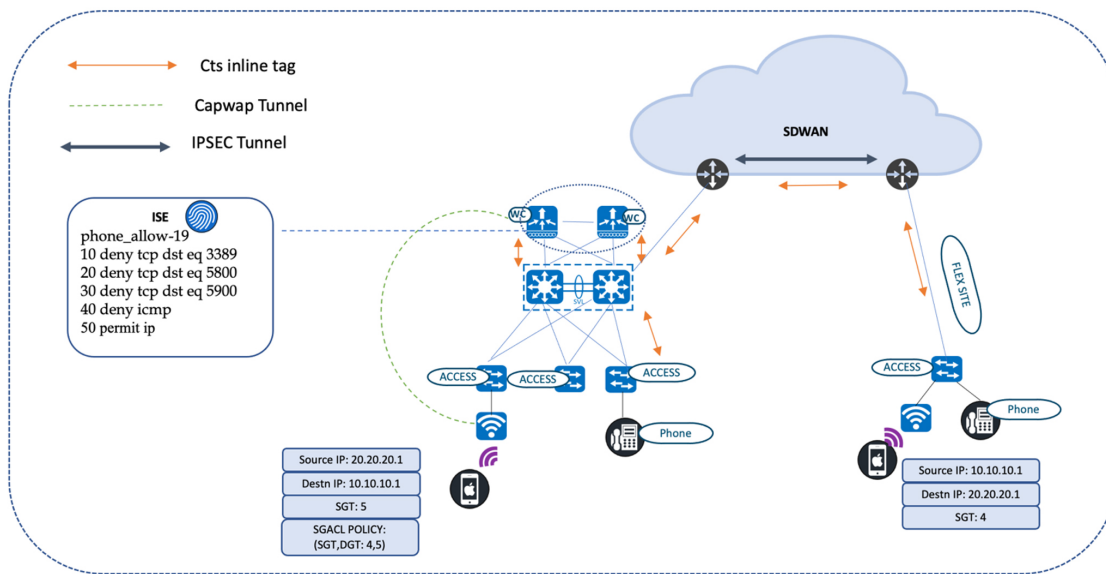 Cts inline tag
Capwap Tunnel
IPSEC Tunnel
SDWAN
ISE
phone_allow-19
10 deny tcp dst eq 3389
20 deny tcp dst eq 5800
30 deny tcp dst eq 5900
40 deny icmp
50 permit ip
WC
WC
SVL
FLEX SITE
ACCESS
ACCESS
ACCESS
ACCESS
Phone
Phone
Source IP: 20.20.20.1
Destn IP: 10.10.10.1
SGT: 5
SGACL POLICY:
(SGT,DGT: 4,5)
Source IP: 10.10.10.1
Destn IP: 20.20.20.1
SGT: 4